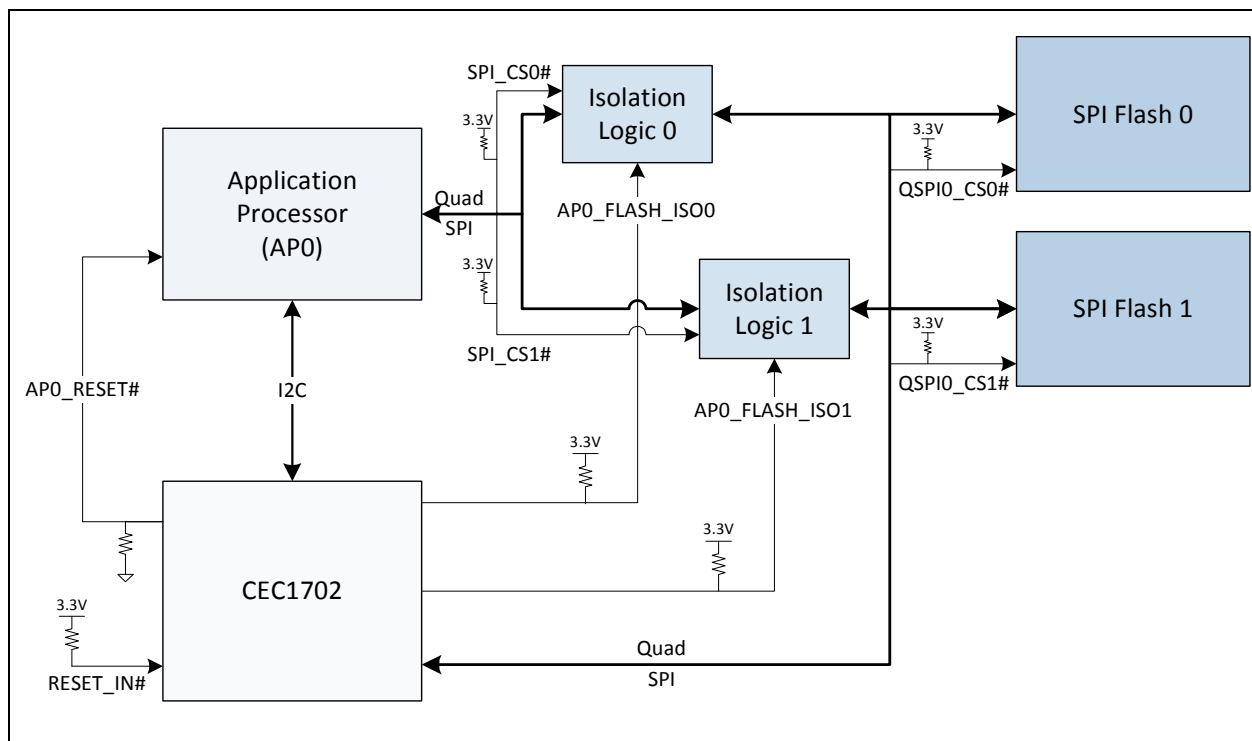 SPI_CS0#
Isolation
Logic 0
3.3V
SPI Flash 0
3.3V
QSPI0_CS0#
Application
Processor
(AP0)
Quad
SPI
AP0_FLASH_ISO0
3.3V
Isolation
Logic 1
SPI Flash 1
3.3V
SPI_CS1#
QSPI0_CS1#
AP0_RESET#
I2C
AP0_FLASH_ISO1
3.3V
3.3V
CEC1702
3.3V
RESET_IN#
Quad
SPI